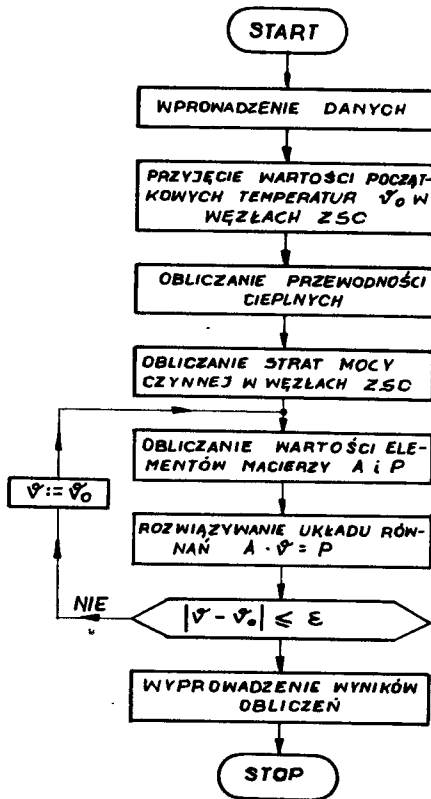 START
WPROWADZENIE DANYCH
PRZYJĘCIE WARTOŚCI POCZĄT-
KOWYCH TEMPERATUR 𝜗₀ W
WĘZŁACH ZSC
OBLICZANIE PRZEWODNOŚCI
CIEPLNYCH
OBLICZANIE STRAT MOCY
CZYNNEJ W WĘZŁACH ZSC
OBLICZANIE WARTOŚCI ELE-
MENTÓW MACIERZY A i P
𝜗 := 𝜗₀
ROZWIĄZYWANIE UKŁADU RÓW-
NAŃ A · 𝜗 = P
NIE
|𝜗 - 𝜗₀| ≤ ε
WYPROWADZENIE WYNIKÓW
OBLICZEŃ
STOP